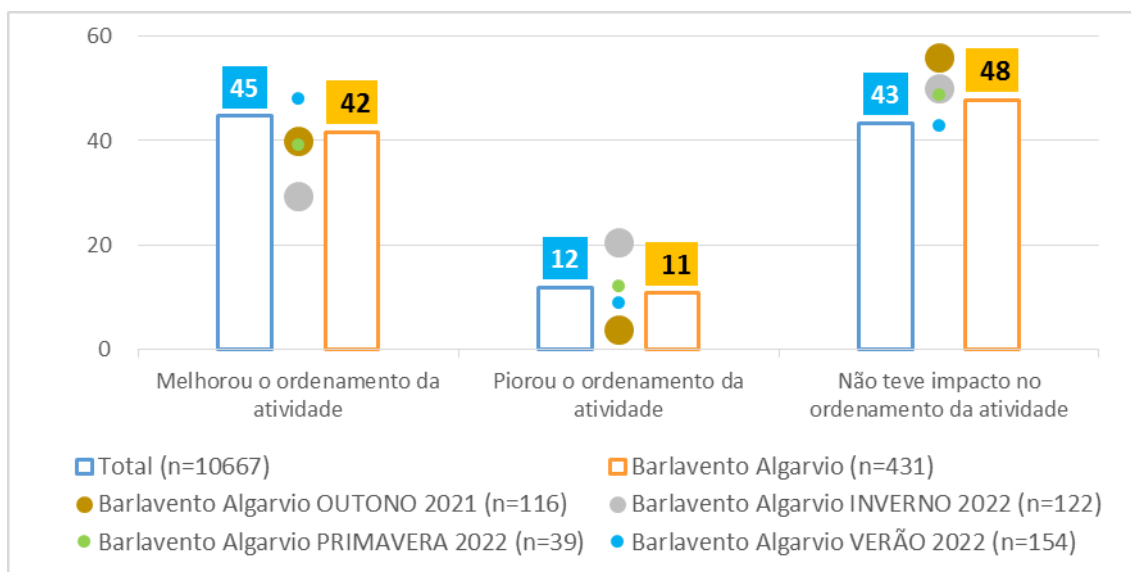 60
40
20
0
45
42
12
11
43
48
Melhorou o ordenamento da
atividade
Piorou o ordenamento da
atividade
Não teve impacto no
ordenamento da atividade
Total (n=10667)
Barlavento Algarvio (n=431)
Barlavento Algarvio OUTONO 2021 (n=116)
Barlavento Algarvio INVERNO 2022 (n=122)
Barlavento Algarvio PRIMAVERA 2022 (n=39)
Barlavento Algarvio VERÃO 2022 (n=154)